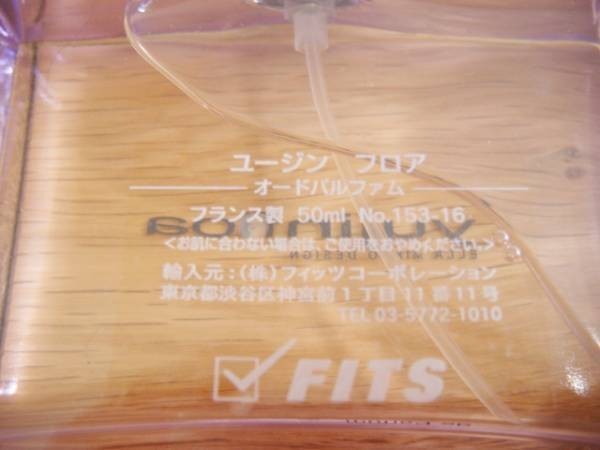 ユージン フロア
オードパルファム
フランス製 50ml No.153-16
<お肌に合わない場合は、ご使用をおやめください。>
輸入元:(株)フィッツコーポレーション
東京都渋谷区神宮前1丁目11番11号
TEL 03-5772-1010
FITS